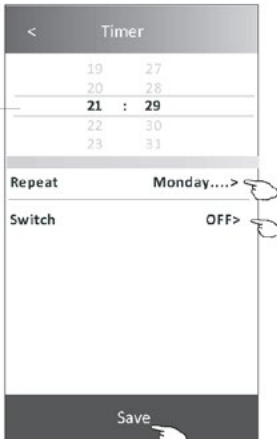 < Timer
19 27
20 28
21 : 29
22 30
23 31
Repeat Monday....>
Switch OFF>
Save